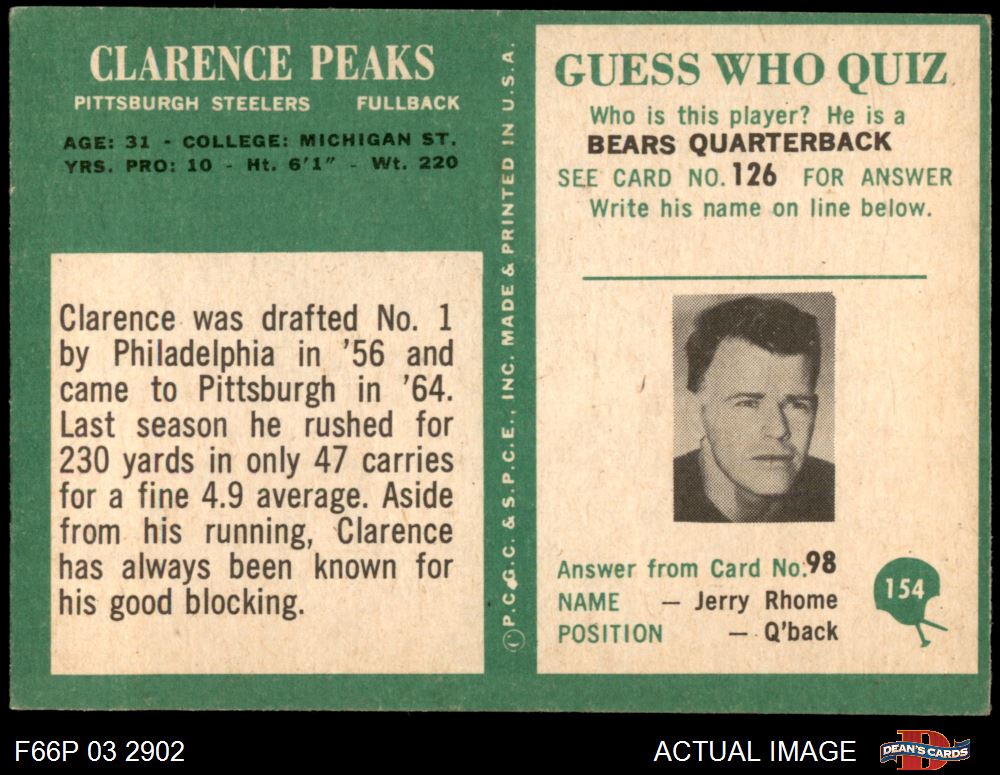 CLARENCE PEAKS
PITTSBURGH STEELERS FULLBACK
AGE: 31 - COLLEGE: MICHIGAN ST.
YRS. PRO: 10 - Ht. 6'1" - Wt. 220
Clarence was drafted No. 1
by Philadelphia in '56 and
came to Pittsburgh in '64.
Last season he rushed for
230 yards in only 47 carries
for a fine 4.9 average. Aside
from his running, Clarence
has always been known for
his good blocking.
© P.C.G.C. & S.P.C.E., INC. MADE & PRINTED IN U.S.A.
GUESS WHO QUIZ
Who is this player? He is a
BEARS QUARTERBACK
SEE CARD NO. 126 FOR ANSWER
Write his name on line below.
Answer from Card No. 98
NAME — Jerry Rhome
POSITION — Q'back
154
F66P 03 2902
ACTUAL IMAGE
D
DEAN'S CARDS